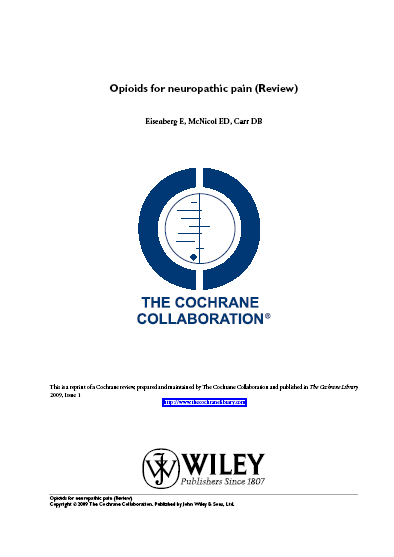 Opioids for neuropathic pain (Review)
Eisenberg E, McNicol ED, Carr DB
THE COCHRANE
COLLABORATION®
This is a reprint of a Cochrane review, prepared and maintained by The Cochrane Collaboration and published in The Cochrane Library
2009, Issue 1
http://www.thecochranelibrary.com
WILEY
Publishers Since 1807
Opioids for neuropathic pain (Review)
Copyright © 2009 The Cochrane Collaboration. Published by John Wiley & Sons, Ltd.